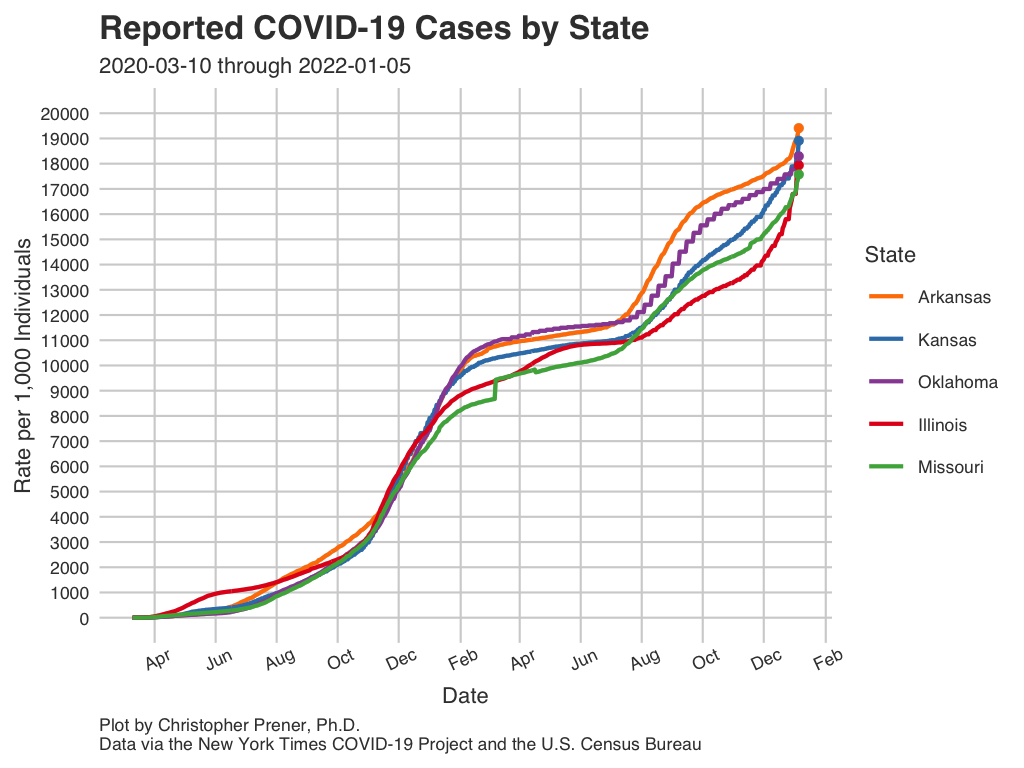 Reported COVID-19 Cases by State
2020-03-10 through 2022-01-05
Rate per 1,000 Individuals
20000
19000
18000
17000
16000
15000
14000
13000
12000
11000
10000
9000
8000
7000
6000
5000
4000
3000
2000
1000
0
Apr Jun Aug Oct Dec Feb Apr Jun Aug Oct Dec Feb
Date
State
Arkansas
Kansas
Oklahoma
Illinois
Missouri
Plot by Christopher Prener, Ph.D.
Data via the New York Times COVID-19 Project and the U.S. Census Bureau